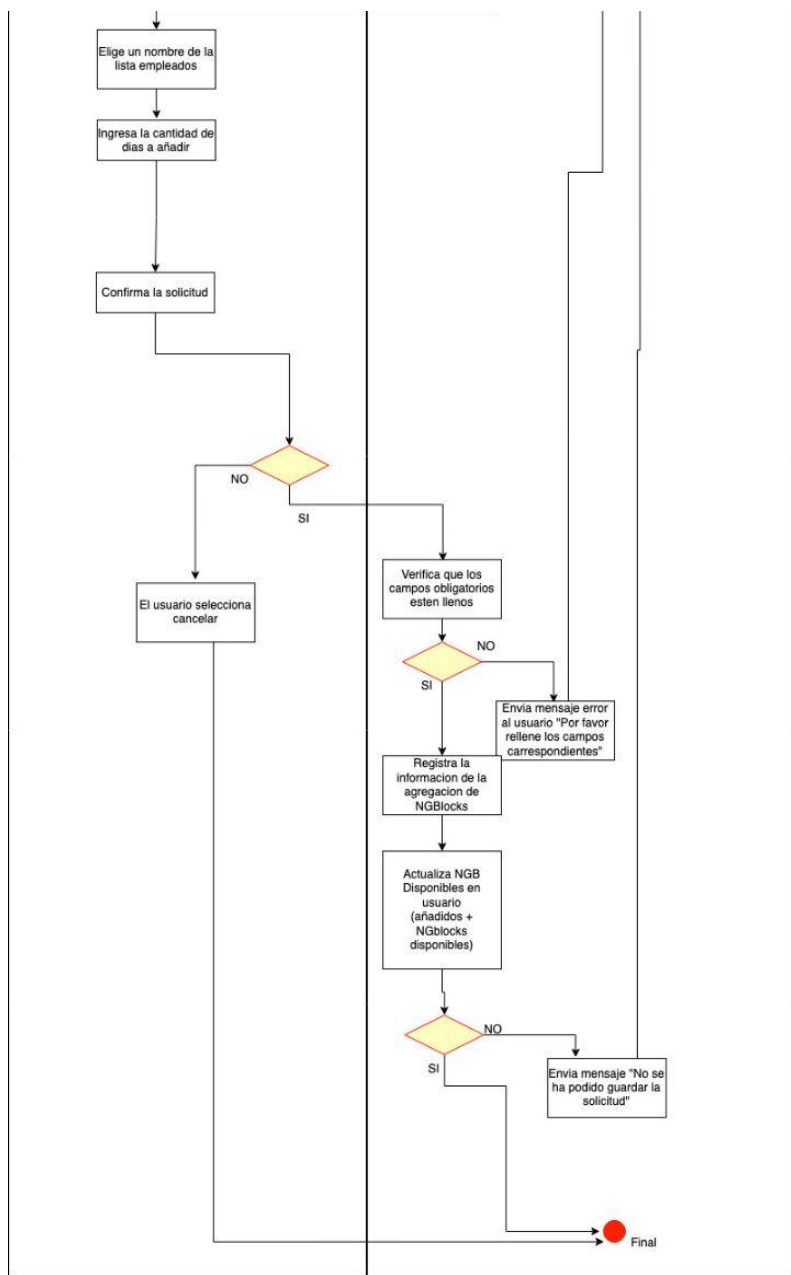 Elige un nombre de la
lista empleados
Ingresa la cantidad de
dias a añadir
Confirma la solicitud
NO
SI
El usuario selecciona
cancelar
Verifica que los
campos obligatorios
esten llenos
NO
SI
Envia mensaje error
al usuario "Por favor
rellene los campos
carrespondientes"
Registra la
informacion de la
agregacion de
NGBlocks
Actualiza NGB
Disponibles en
usuario
(añadidos +
NGblocks
disponibles)
NO
SI
Envia mensaje "No se
ha podido guardar la
solicitud"
Final